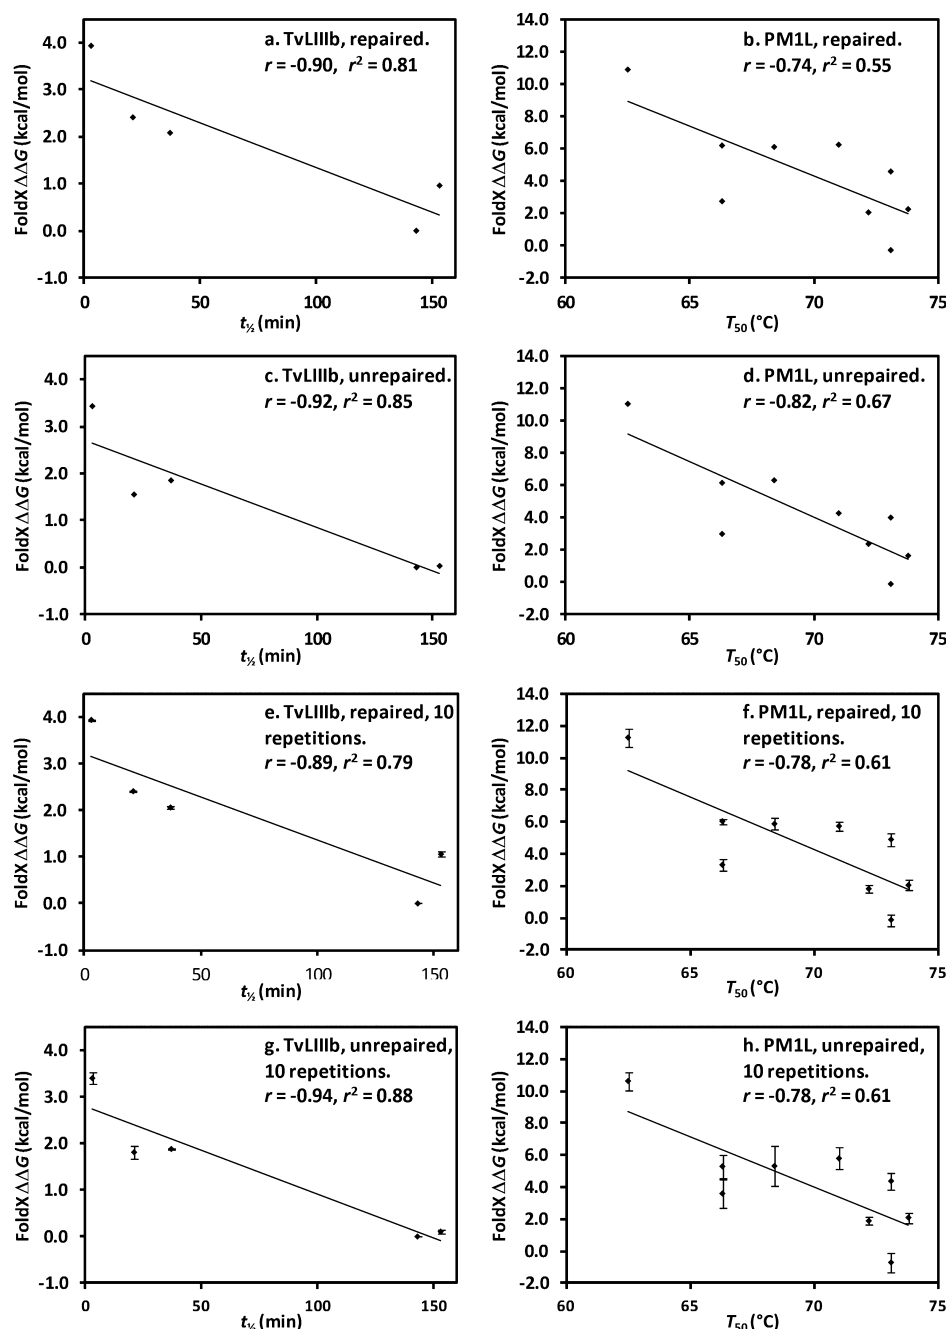 a. TvLIIIb, repaired.
r = -0.90, r² = 0.81
FoldX ΔΔG (kcal/mol)
4.0
3.0
2.0
1.0
0.0
-1.0
0
50
100
150
t½ (min)
b. PM1L, repaired.
r = -0.74, r² = 0.55
FoldX ΔΔG (kcal/mol)
14.0
12.0
10.0
8.0
6.0
4.0
2.0
0.0
-2.0
60
65
70
75
T50 (°C)
c. TvLIIIb, unrepaired.
r = -0.92, r² = 0.85
FoldX ΔΔG (kcal/mol)
4.0
3.0
2.0
1.0
0.0
-1.0
0
50
100
150
t½ (min)
d. PM1L, unrepaired.
r = -0.82, r² = 0.67
FoldX ΔΔG (kcal/mol)
14.0
12.0
10.0
8.0
6.0
4.0
2.0
0.0
-2.0
60
65
70
75
T50 (°C)
e. TvLIIIb, repaired, 10
repetitions.
r = -0.89, r² = 0.79
FoldX ΔΔG (kcal/mol)
4.0
3.0
2.0
1.0
0.0
-1.0
0
50
100
150
t½ (min)
f. PM1L, repaired, 10
repetitions.
r = -0.78, r² = 0.61
FoldX ΔΔG (kcal/mol)
14.0
12.0
10.0
8.0
6.0
4.0
2.0
0.0
-2.0
60
65
70
75
T50 (°C)
g. TvLIIIb, unrepaired,
10 repetitions.
r = -0.94, r² = 0.88
FoldX ΔΔG (kcal/mol)
4.0
3.0
2.0
1.0
0.0
-1.0
0
50
100
150
t½ (min)
h. PM1L, unrepaired,
10 repetitions.
r = -0.78, r² = 0.61
FoldX ΔΔG (kcal/mol)
14.0
12.0
10.0
8.0
6.0
4.0
2.0
0.0
-2.0
60
65
70
75
T50 (°C)